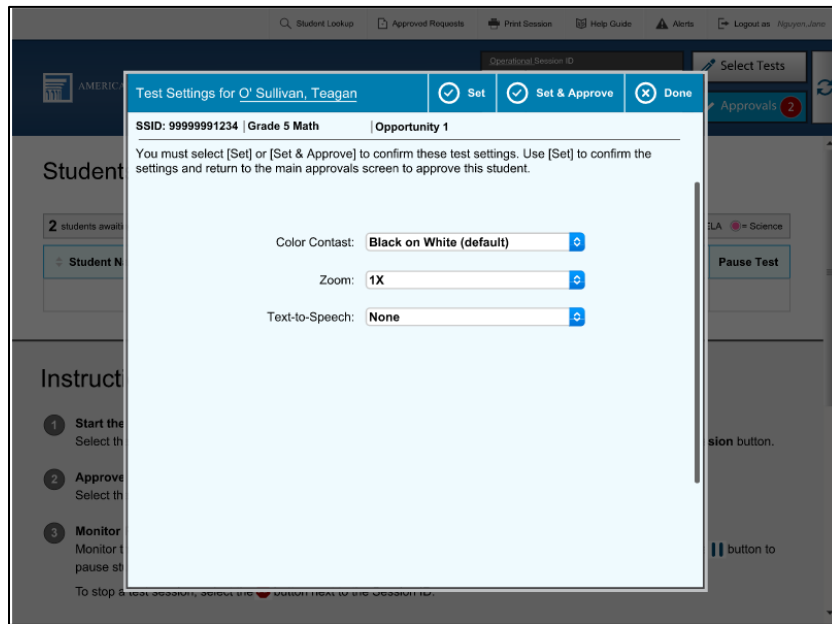 Student Lookup Approved Requests Print Session Help Guide Alerts Logout as Nguyen, Jane
Operational Session ID
Select Tests
AMERICA
Approvals 2
Test Settings for O' Sullivan, Teagan Set Set & Approve Done
SSID: 99999991234 | Grade 5 Math | Opportunity 1
You must select [Set] or [Set & Approve] to confirm these test settings. Use [Set] to confirm the
settings and return to the main approvals screen to approve this student.
Student
2 students await
ELA = Science
Student N
Pause Test
Color Contast: Black on White (default)
Zoom: 1X
Text-to-Speech: None
Instructi
1 Start the
Select th
sion button.
2 Approve
Select th
3 Monitor
Monitor t
button to
pause st
To stop a test session, select the button next to the Session ID.